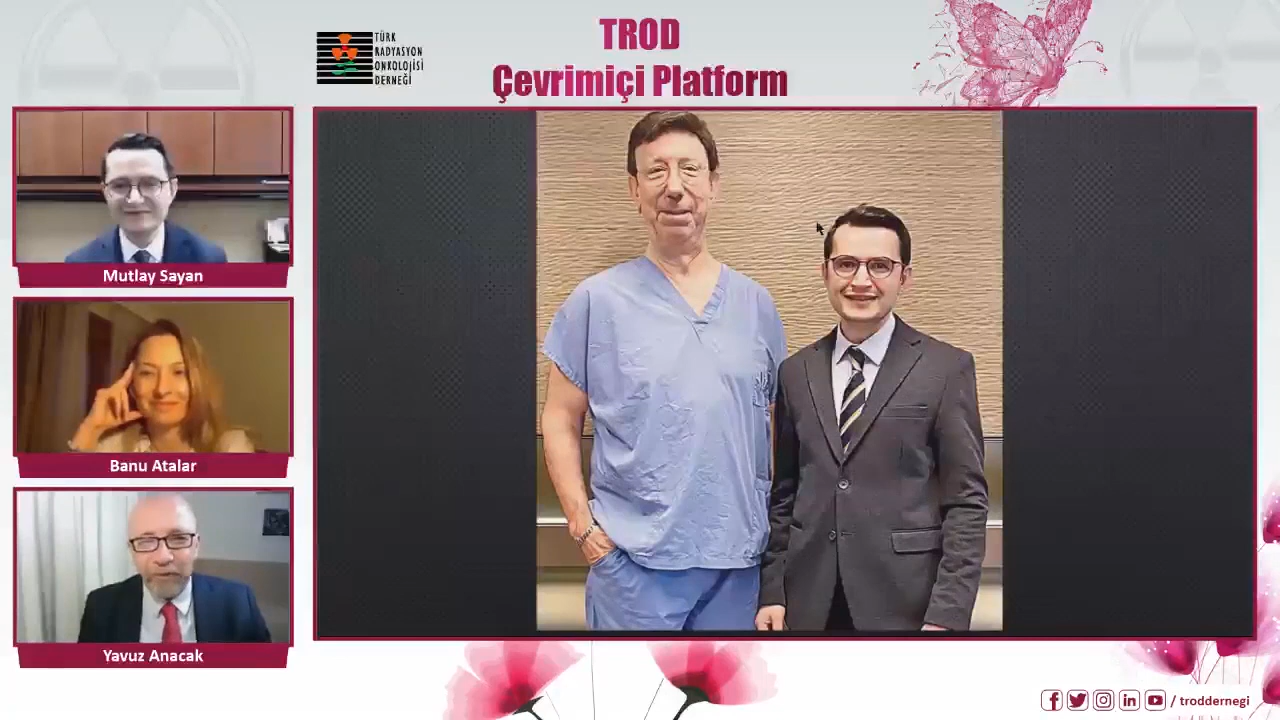 TÜRK
RADYASYON
ONKOLOJİSİ
DERNEĞİ
TROD
Çevrimiçi Platform
Mutlay Sayan
Banu Atalar
Yavuz Anacak
/ troddernegi